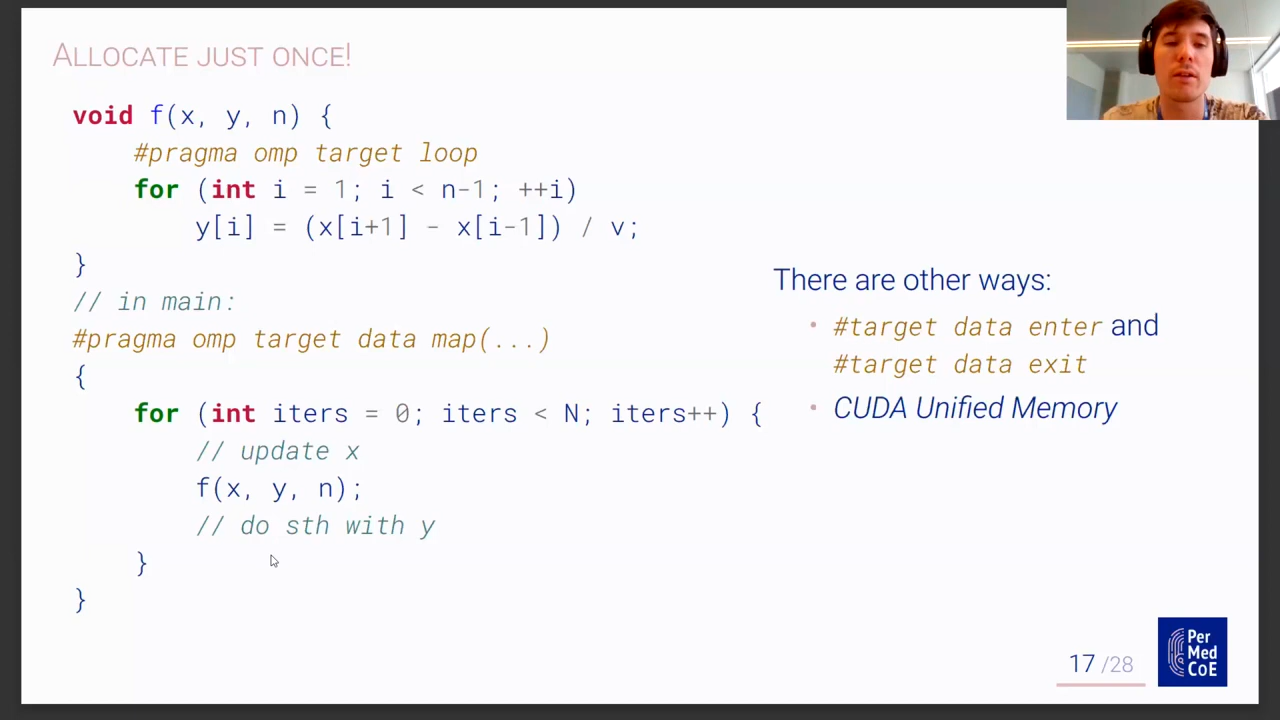 ALLOCATE JUST ONCE!
void f(x, y, n) {
#pragma omp target loop
for (int i = 1; i < n-1; ++i)
y[i] = (x[i+1] - x[i-1]) / v;
}
// in main:
#pragma omp target data map(...)
{
for (int iters = 0; iters < N; iters++) {
// update x
f(x, y, n);
// do sth with y
}
}
There are other ways:
• #target data enter and
#target data exit
• CUDA Unified Memory
17 /28
Per
Med
CoE